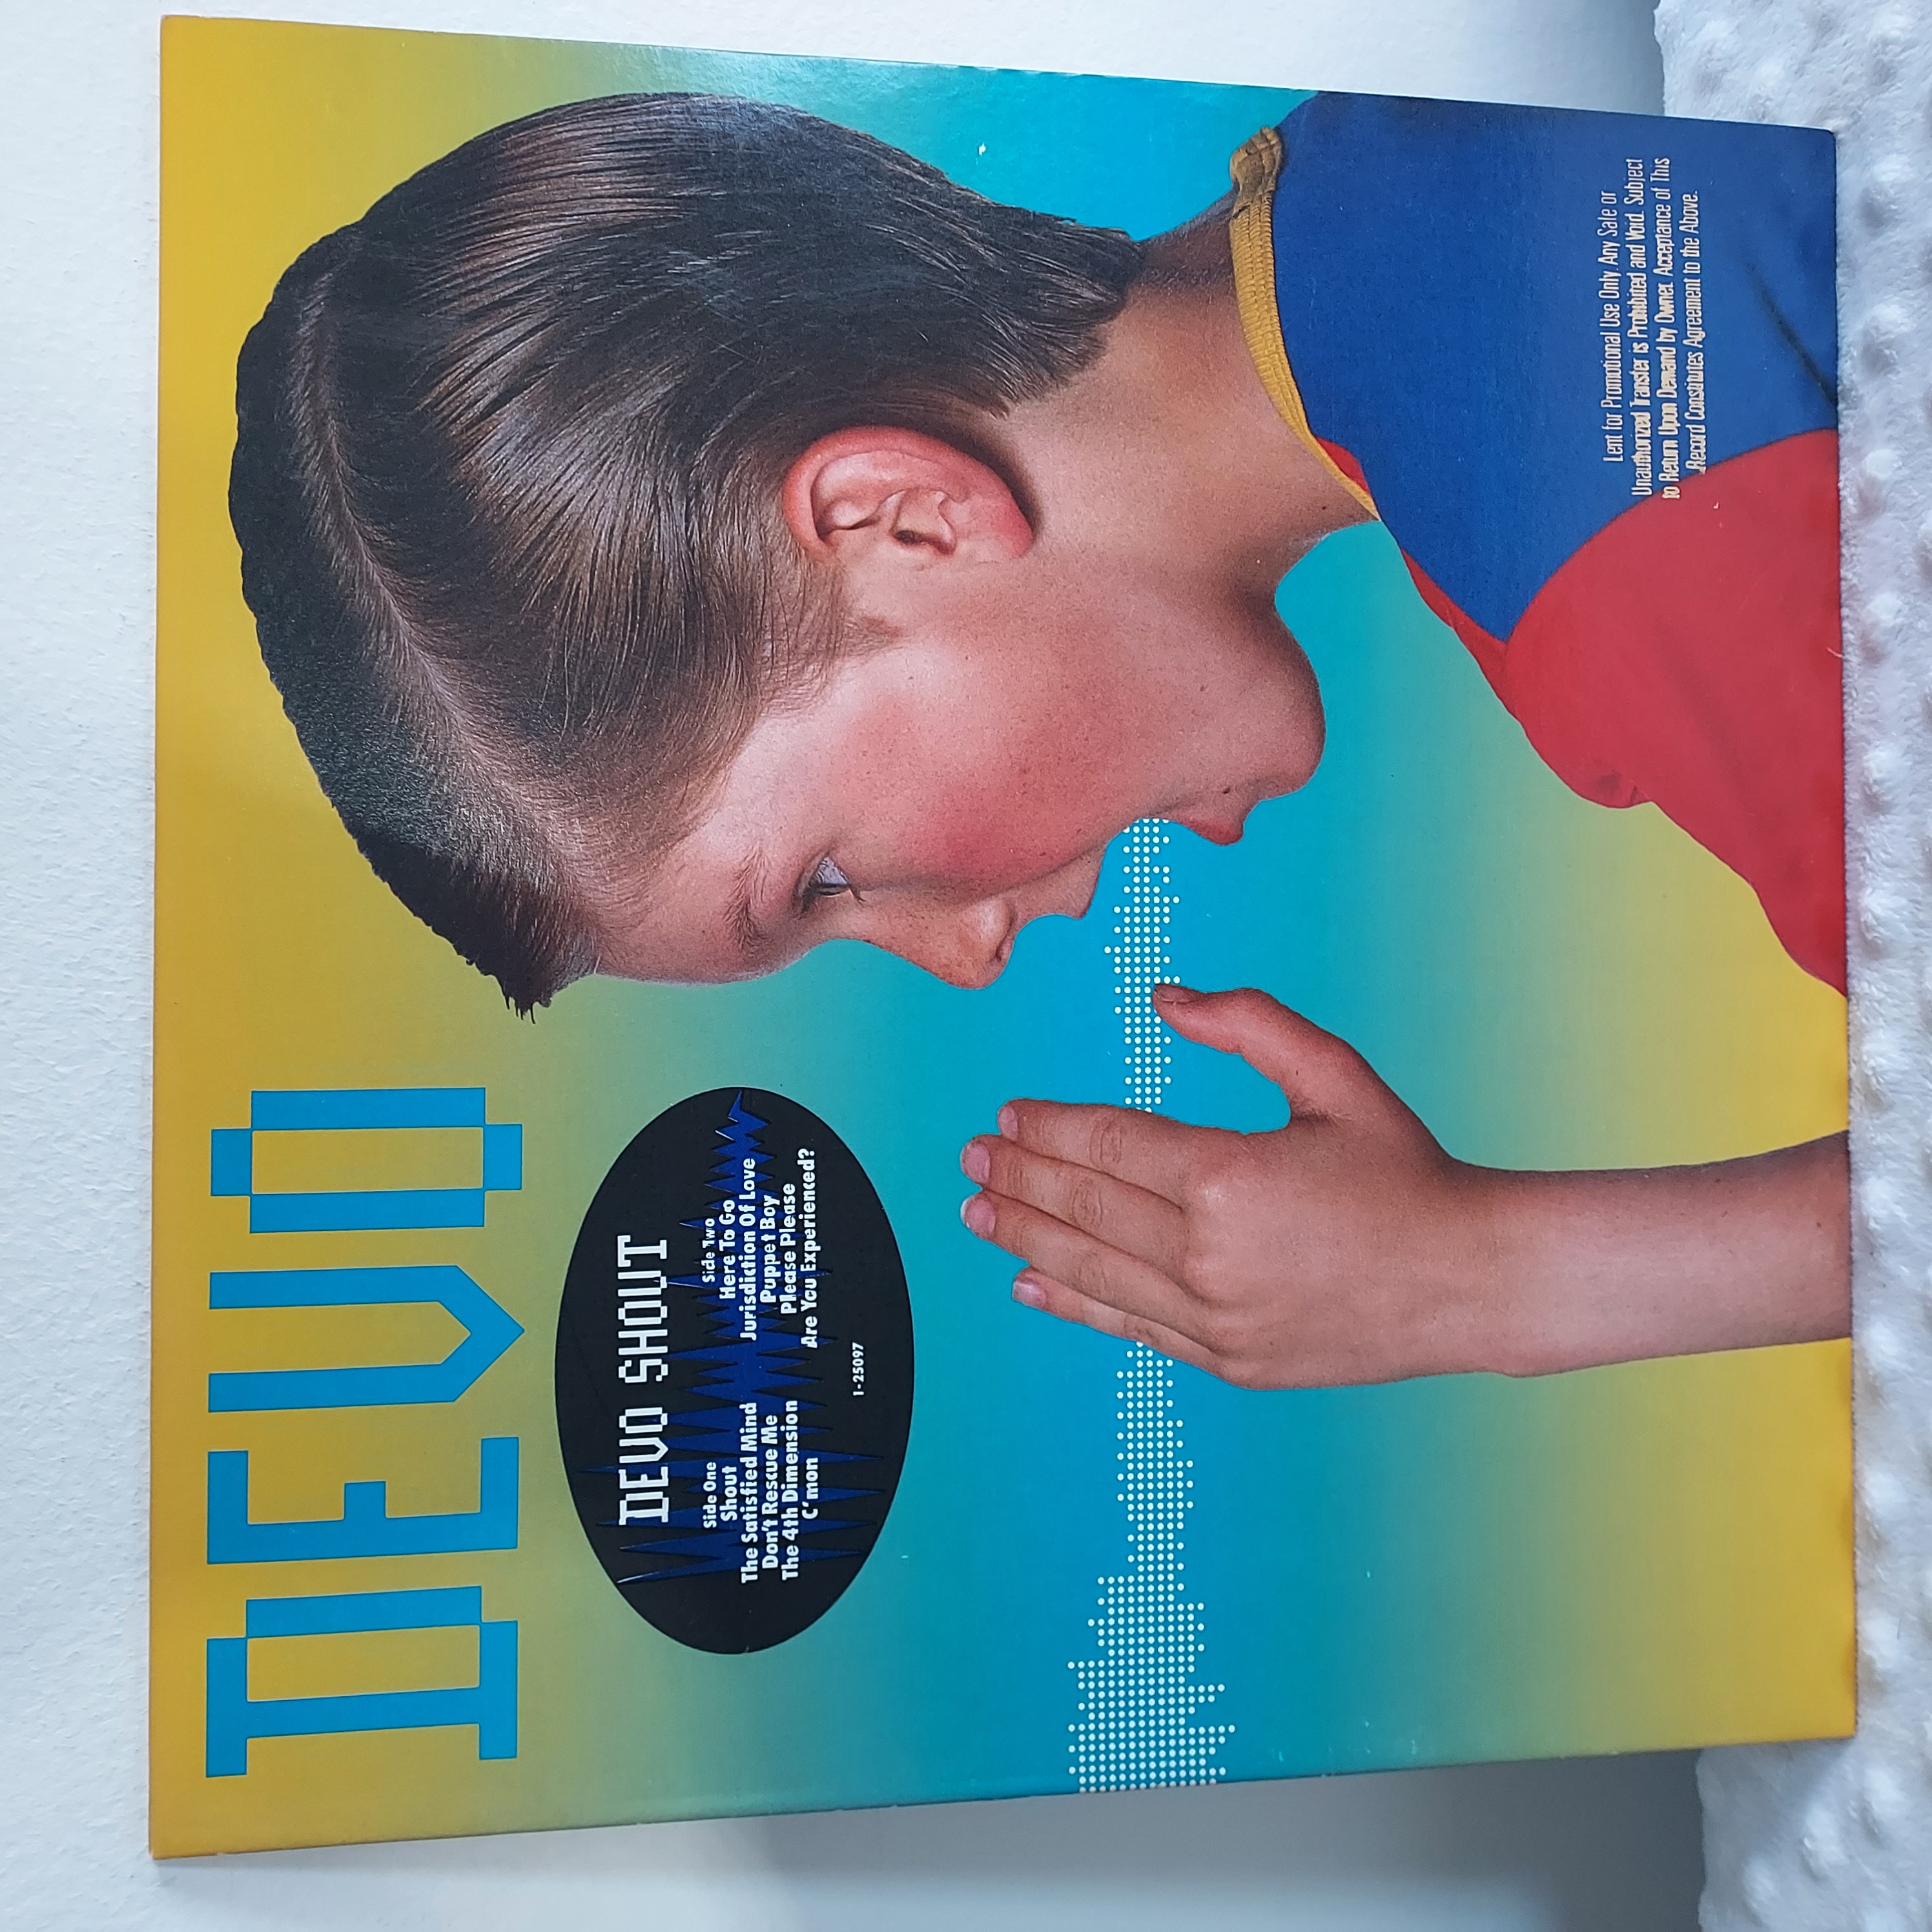 DEVO
DEVO SHOUT
Side One
Shout
The Satisfied Mind
Don't Rescue Me
The 4th Dimension
C'mon
Side Two
Here To Go
Jurisdiction Of Love
Puppet Boy
Please Please
Are You Experienced?
1-25097
Lent for Promotional Use Only. Any Sale or
Unauthorized Transfer is Prohibited and Void. Subject
to Return Upon Demand by Owner. Acceptance of This
Record Constitutes Agreement to the Above.